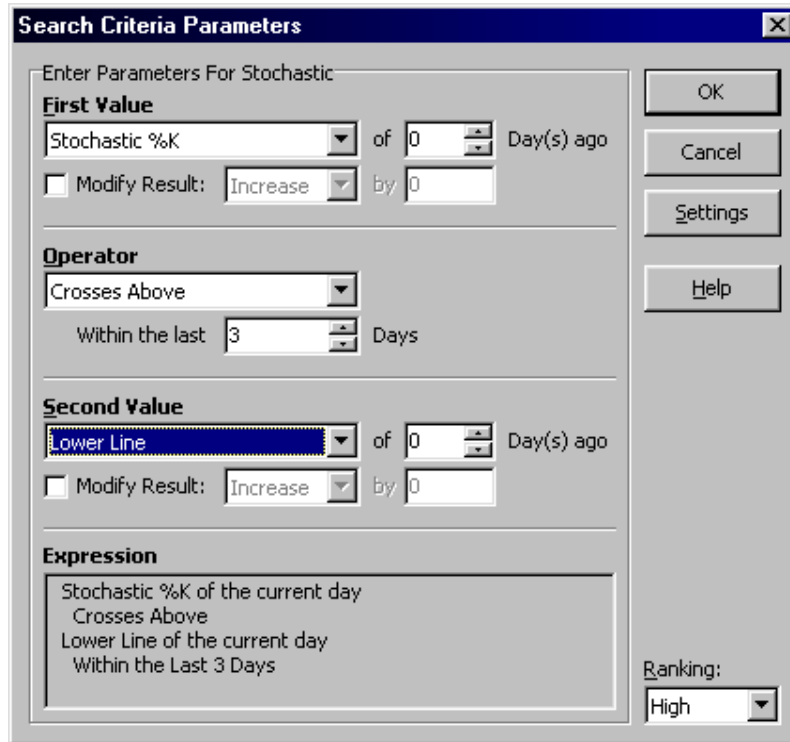 Search Criteria Parameters
Enter Parameters For Stochastic
First Value
Stochastic %K of 0 Day(s) ago
Modify Result: Increase by 0
Operator
Crosses Above
Within the last 3 Days
Second Value
Lower Line of 0 Day(s) ago
Modify Result: Increase by 0
Expression
Stochastic %K of the current day
Crosses Above
Lower Line of the current day
Within the Last 3 Days
OK
Cancel
Settings
Help
Ranking:
High